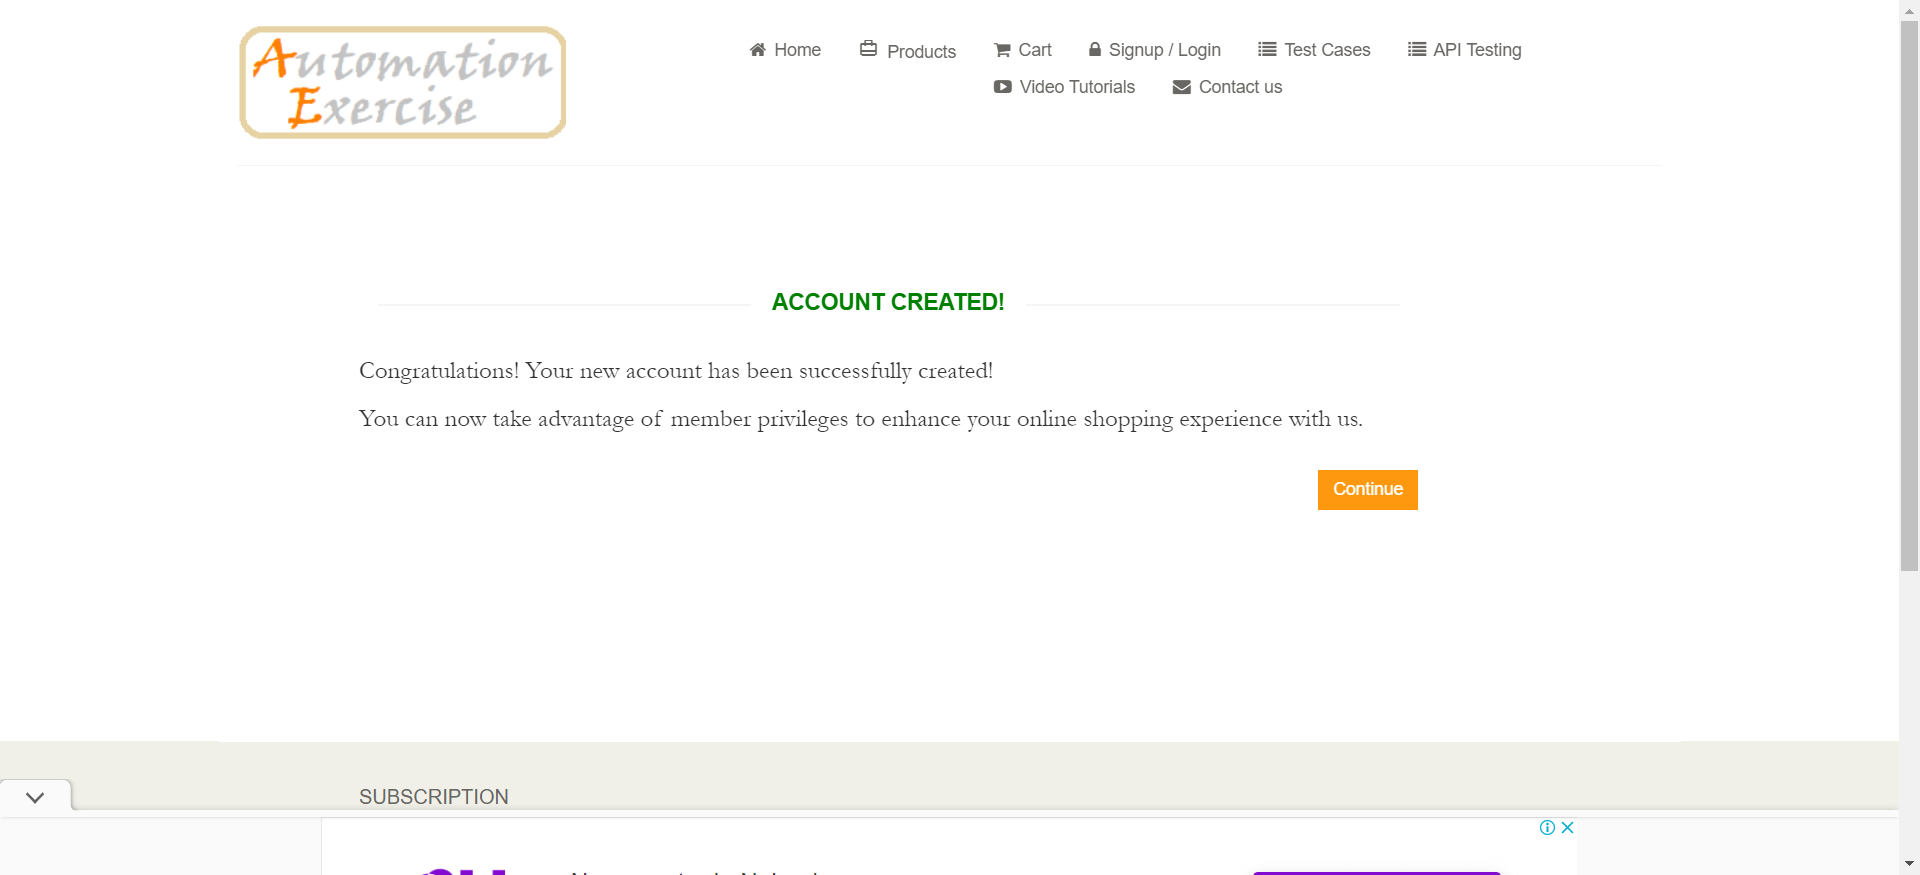 Automation
Exercise
Home
Products
Cart
Signup / Login
Test Cases
API Testing
Video Tutorials
Contact us
ACCOUNT CREATED!
Congratulations! Your new account has been successfully created!
You can now take advantage of member privileges to enhance your online shopping experience with us.
Continue
SUBSCRIPTION